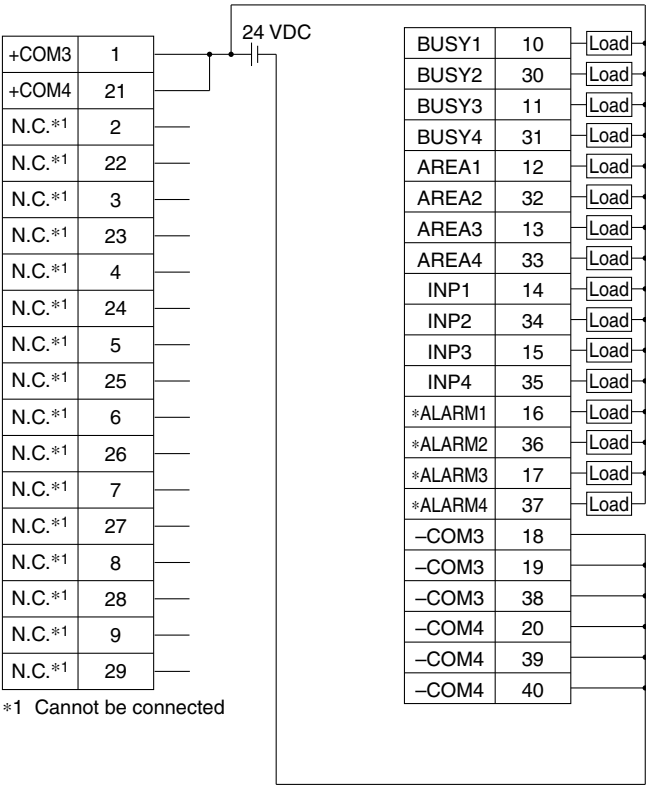 24 VDC
+COM3 1
+COM4 21
N.C.*1 2
N.C.*1 22
N.C.*1 3
N.C.*1 23
N.C.*1 4
N.C.*1 24
N.C.*1 5
N.C.*1 25
N.C.*1 6
N.C.*1 26
N.C.*1 7
N.C.*1 27
N.C.*1 8
N.C.*1 28
N.C.*1 9
N.C.*1 29
*1 Cannot be connected
BUSY1 10 Load
BUSY2 30 Load
BUSY3 11 Load
BUSY4 31 Load
AREA1 12 Load
AREA2 32 Load
AREA3 13 Load
AREA4 33 Load
INP1 14 Load
INP2 34 Load
INP3 15 Load
INP4 35 Load
*ALARM1 16 Load
*ALARM2 36 Load
*ALARM3 17 Load
*ALARM4 37 Load
–COM3 18
–COM3 19
–COM3 38
–COM4 20
–COM4 39
–COM4 40